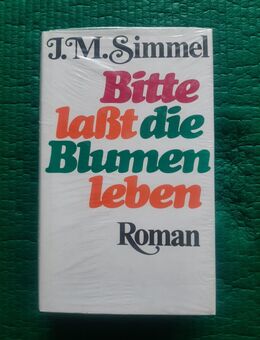 J.M.Simmel
Bitte
laßt die
Blumen
leben
Roman